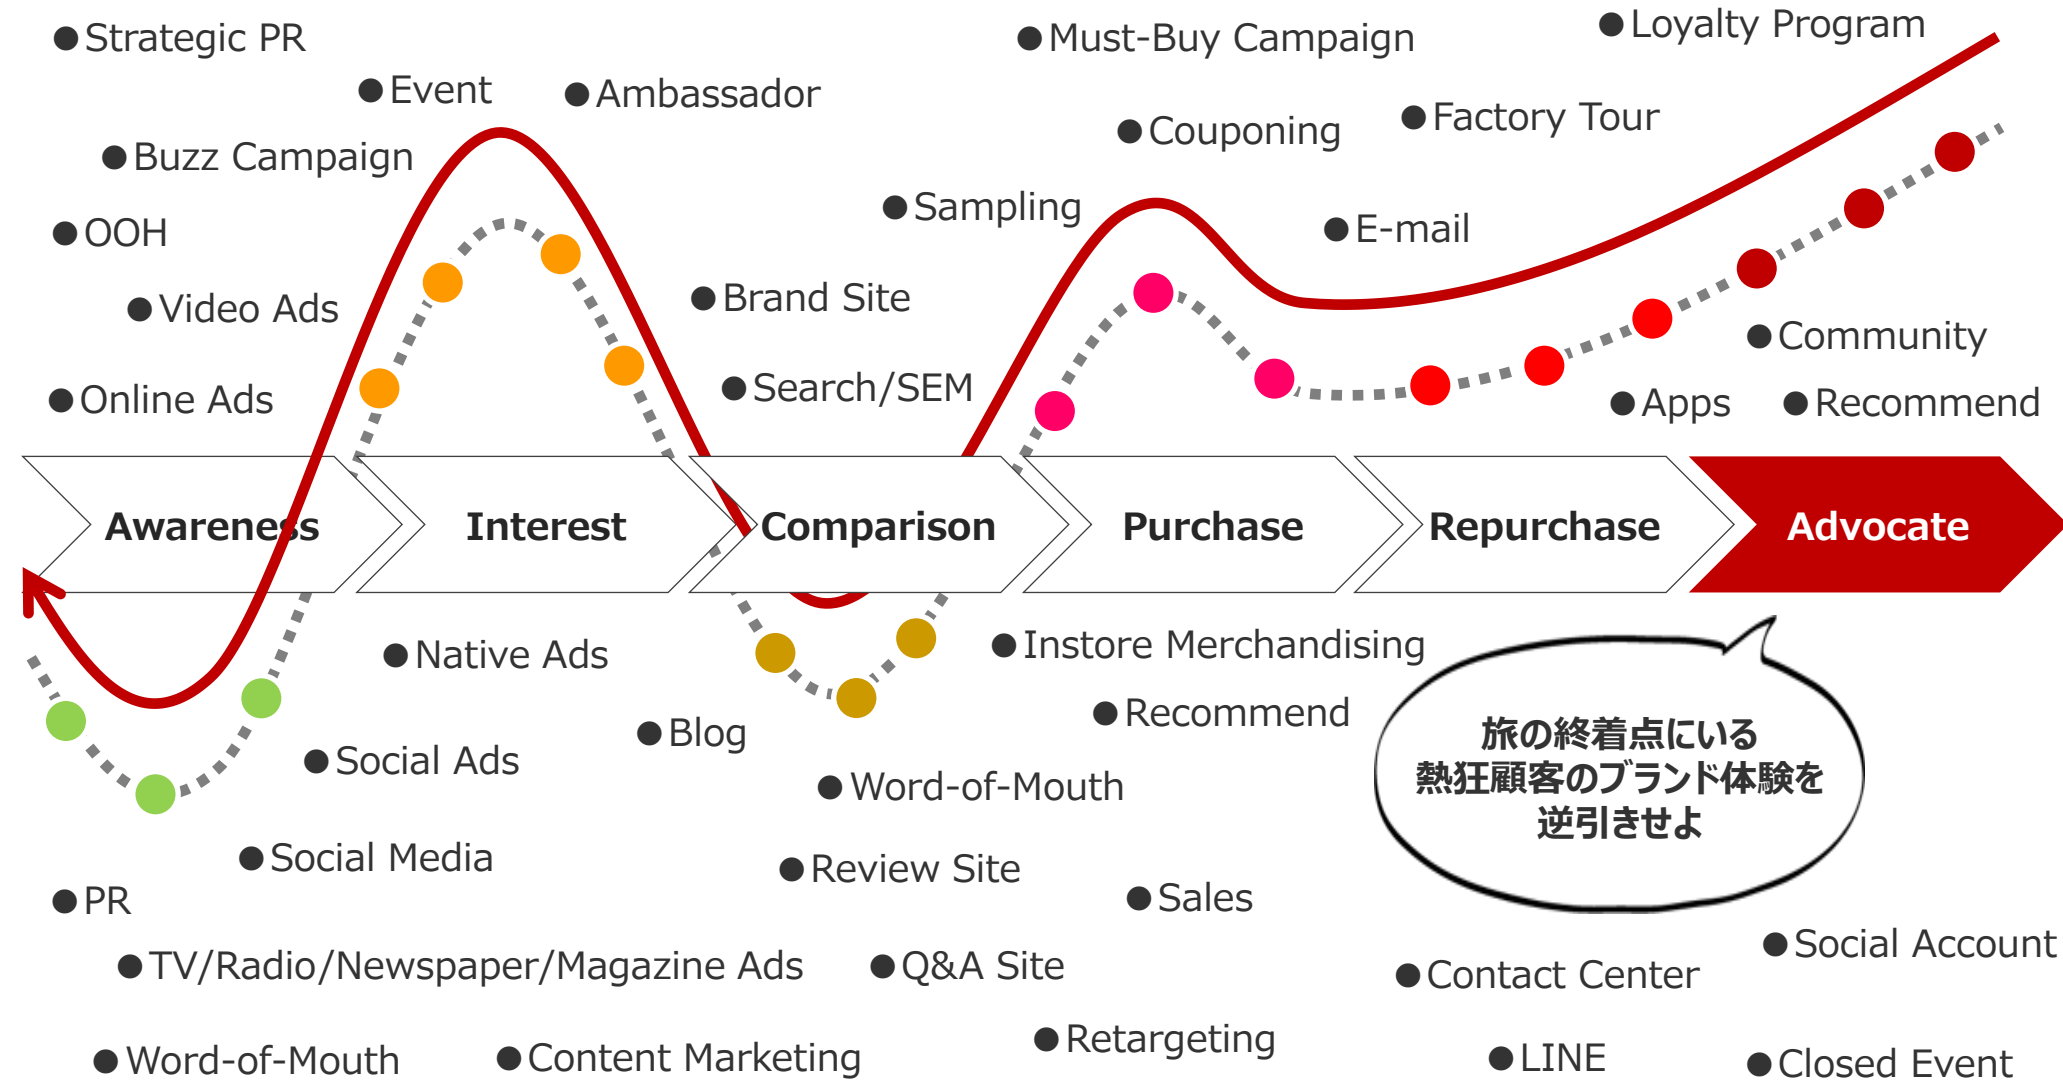 ●Strategic PR
●Event
●Ambassador
●Must-Buy Campaign
●Loyalty Program
●Buzz Campaign
●Couponing
●Factory Tour
●OOH
●Sampling
●E-mail
●Video Ads
●Brand Site
●Community
●Online Ads
●Search/SEM
●Apps
●Recommend
Awareness
Interest
Comparison
Purchase
Repurchase
Advocate
●Native Ads
●Instore Merchandising
●Social Ads
●Blog
●Recommend
旅の終着点にいる
熱狂顧客のブランド体験を
逆引きせよ
●Word-of-Mouth
●Social Media
●Review Site
●PR
●Sales
●TV/Radio/Newspaper/Magazine Ads
●Q&A Site
●Contact Center
●Social Account
●Word-of-Mouth
●Content Marketing
●Retargeting
●LINE
●Closed Event